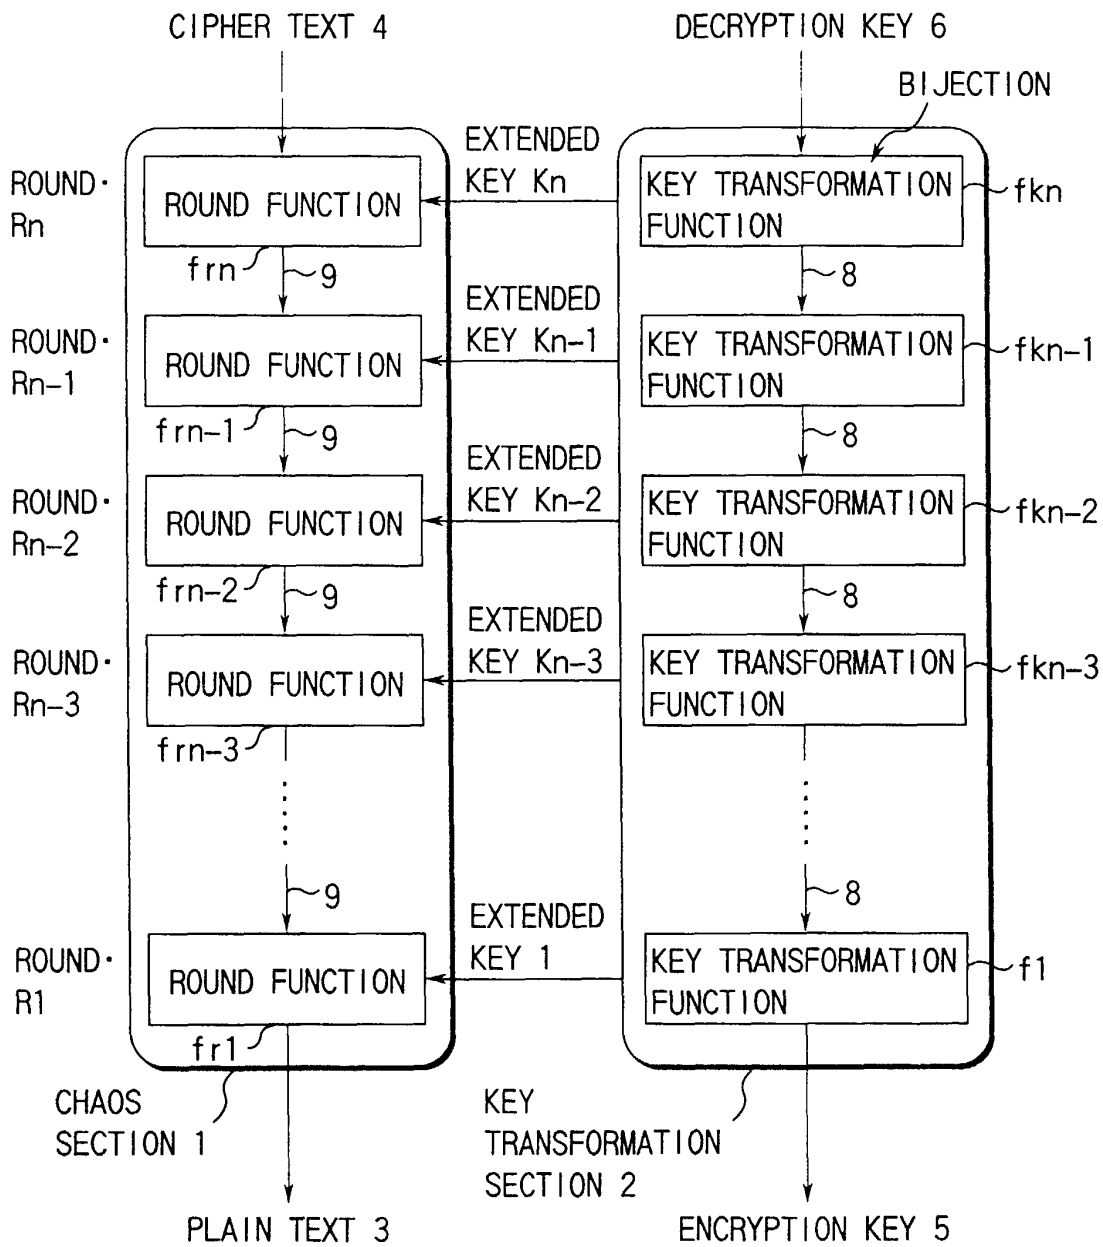 CIPHER TEXT 4
DECRYPTION KEY 6
BIJECTION
ROUND·
Rn
ROUND FUNCTION
frn
9
EXTENDED
KEY Kn
KEY TRANSFORMATION
FUNCTION
fkn
8
ROUND·
Rn-1
ROUND FUNCTION
frn-1
9
EXTENDED
KEY Kn-1
KEY TRANSFORMATION
FUNCTION
fkn-1
8
ROUND·
Rn-2
ROUND FUNCTION
frn-2
9
EXTENDED
KEY Kn-2
KEY TRANSFORMATION
FUNCTION
fkn-2
8
ROUND·
Rn-3
ROUND FUNCTION
frn-3
EXTENDED
KEY Kn-3
KEY TRANSFORMATION
FUNCTION
fkn-3
9
8
ROUND·
R1
ROUND FUNCTION
fr1
EXTENDED
KEY 1
KEY TRANSFORMATION
FUNCTION
f1
CHAOS
SECTION 1
KEY
TRANSFORMATION
SECTION 2
PLAIN TEXT 3
ENCRYPTION KEY 5